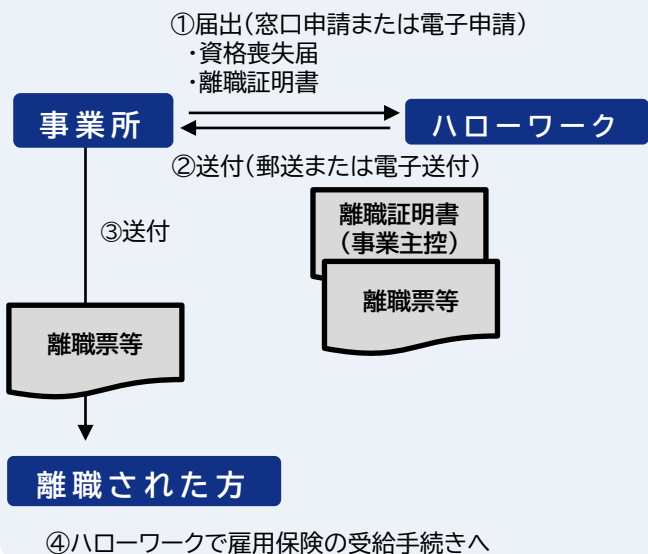 ①届出（窓口申請または電子申請）
・資格喪失届
・離職証明書
事業所
ハローワーク
②送付（郵送または電子送付）
③送付
離職証明書
（事業主控）
離職票等
離職票等
離職された方
④ハローワークで雇用保険の受給手続きへ